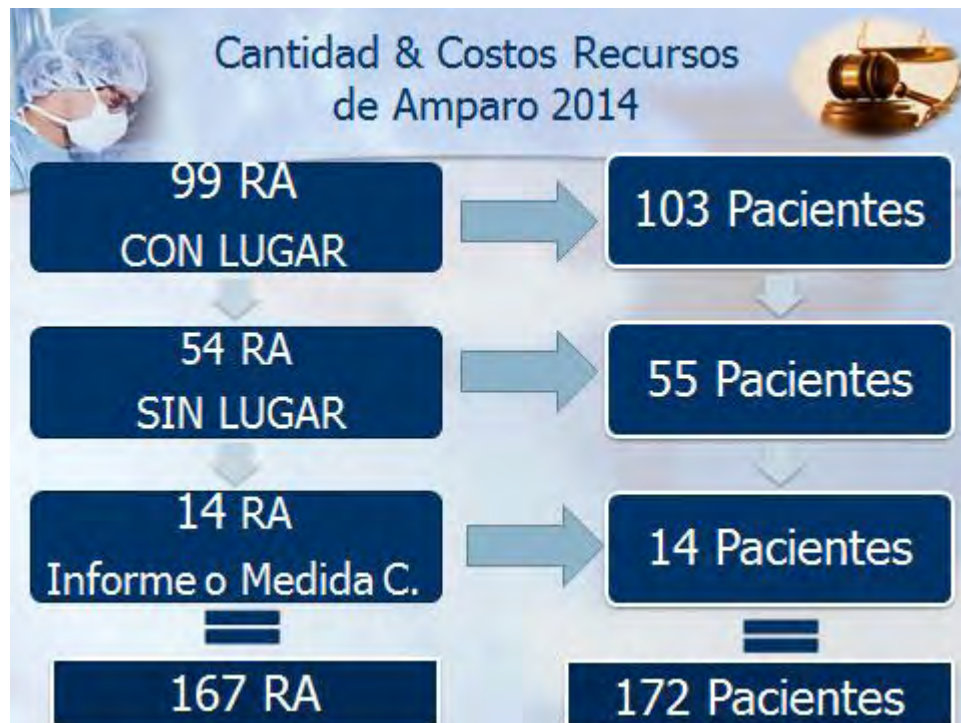 Cantidad & Costos Recursos
de Amparo 2014
99 RA
CON LUGAR
103 Pacientes
54 RA
SIN LUGAR
55 Pacientes
14 RA
Informe o Medida C.
14 Pacientes
167 RA
172 Pacientes